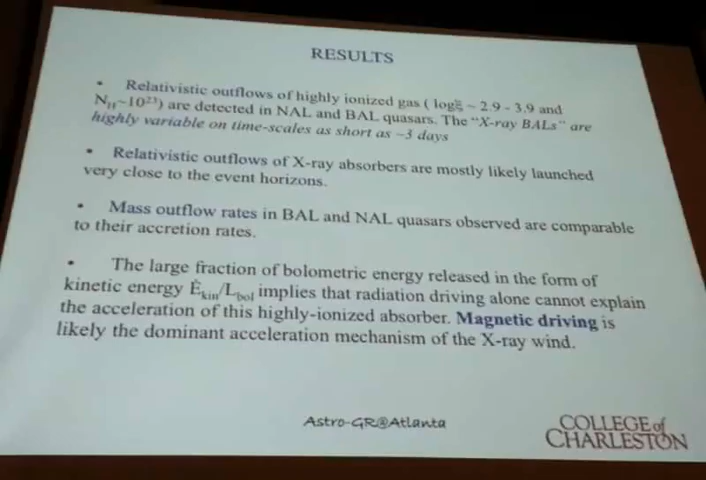 RESULTS
• Relativistic outflows of highly ionized gas ( logξ ~ 2.9 - 3.9 and
N_H~10²³) are detected in NAL and BAL quasars. The "X-ray BALs" are
highly variable on time-scales as short as ~3 days
• Relativistic outflows of X-ray absorbers are mostly likely launched
very close to the event horizons.
• Mass outflow rates in BAL and NAL quasars observed are comparable
to their accretion rates.
• The large fraction of bolometric energy released in the form of
kinetic energy Ė_kin/L_bol implies that radiation driving alone cannot explain
the acceleration of this highly-ionized absorber. Magnetic driving is
likely the dominant acceleration mechanism of the X-ray wind.
Astro-GR@Atlanta
COLLEGE of
CHARLESTON